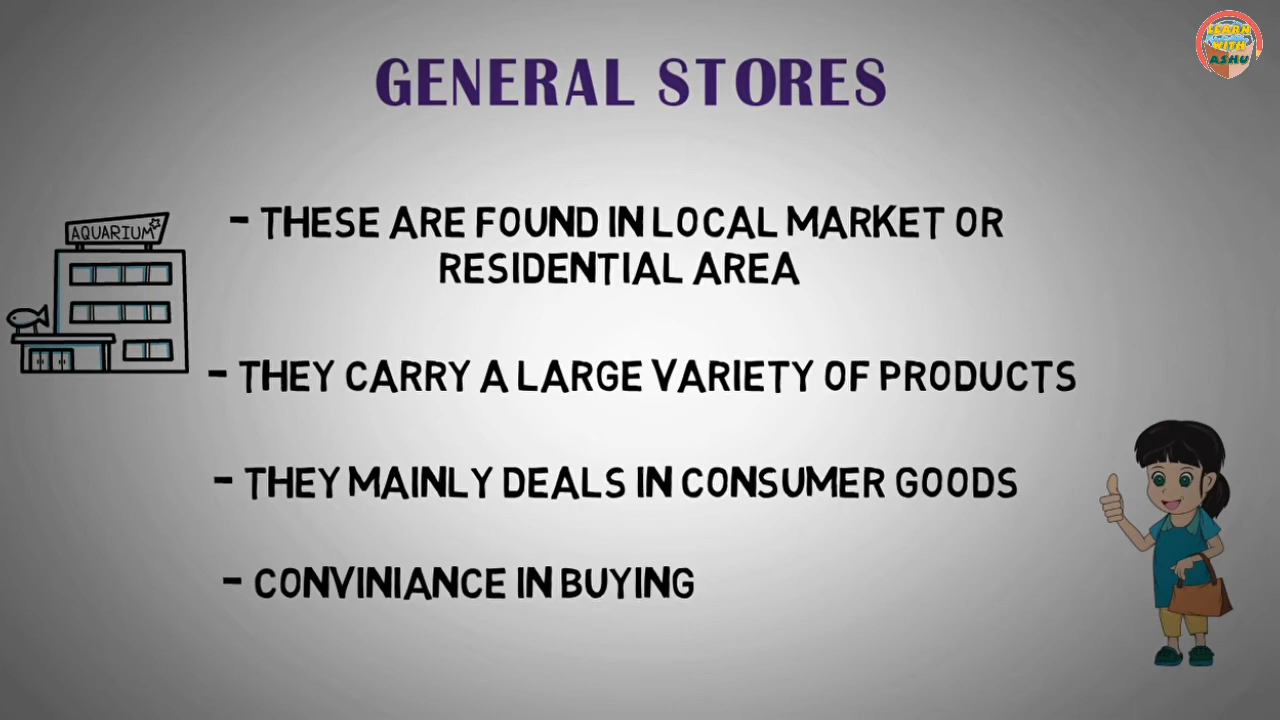 LEARN
WITH
ASHU
GENERAL STORES
AQUARIUM
- THESE ARE FOUND IN LOCAL MARKET OR
RESIDENTIAL AREA
- THEY CARRY A LARGE VARIETY OF PRODUCTS
- THEY MAINLY DEALS IN CONSUMER GOODS
- CONVINIANCE IN BUYING